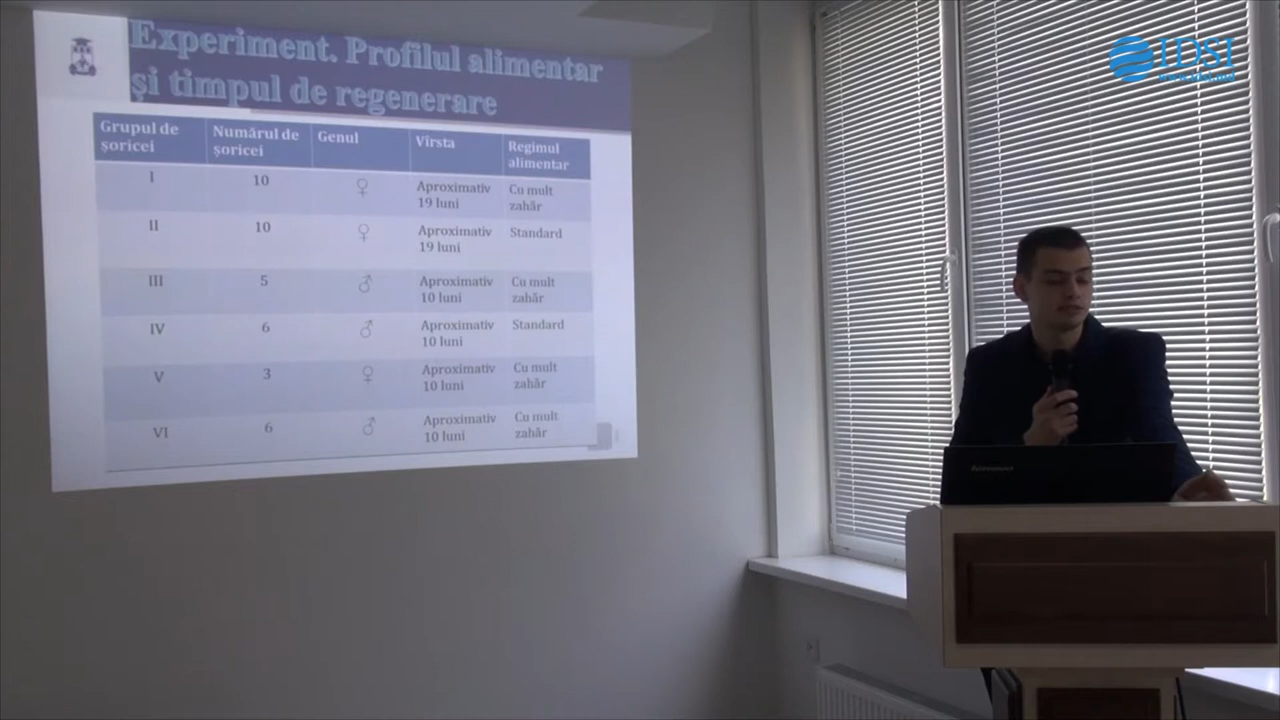 Experiment. Profilul alimentar
și timpul de regenerare
Grupul de șoricei Numărul de șoricei Genul Vîrsta Regimul alimentar
I 10 ♀ Aproximativ 19 luni Cu mult zahăr
II 10 ♀ Aproximativ 19 luni Standard
III 5 ♂ Aproximativ 10 luni Cu mult zahăr
IV 6 ♂ Aproximativ 10 luni Standard
V 3 ♀ Aproximativ 10 luni Cu mult zahăr
VI 6 ♂ Aproximativ 10 luni Cu mult zahăr
IDSI
www.idsi.md
lenovo